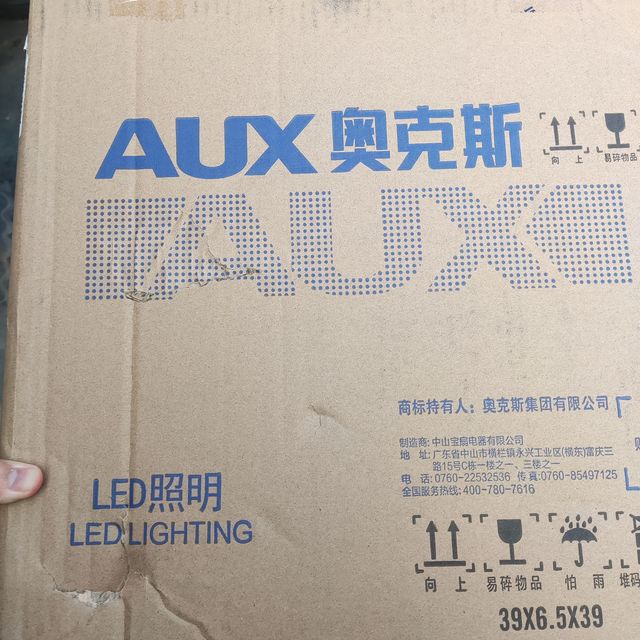 AUX 奥克斯
向 上
易碎物品
AUX
商标持有人：奥克斯集团有限公司
制造商: 中山宝扇电器有限公司
地 址: 广东省中山市横栏镇永兴工业区(横东)富庆三
路15号C栋一楼之一、三楼之一
电 话: 0760-22532536 传真:0760-85497125
全国服务热线: 400-780-7616
LED照明
LED LIGHTING
向 上
易碎物品
怕 雨
堆码
39X6.5X39